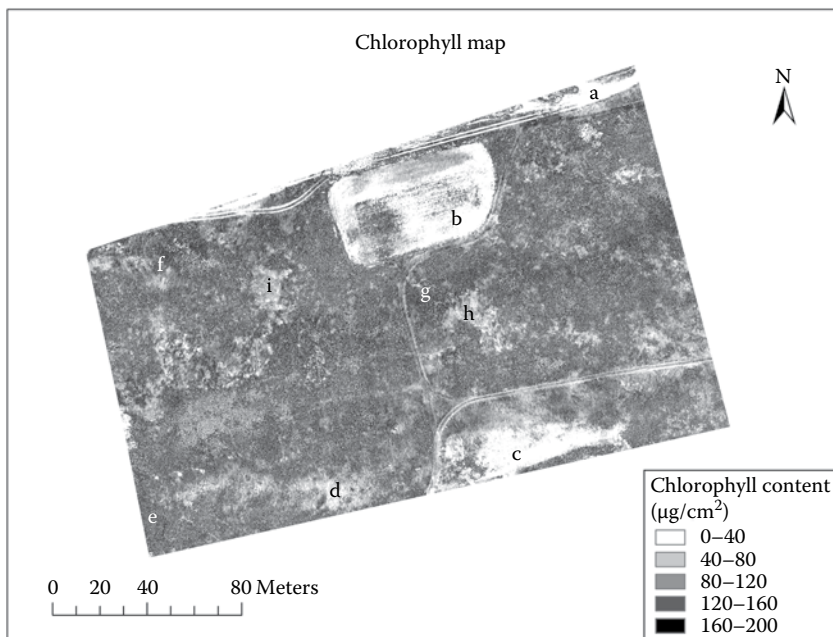 Chlorophyll map
N
a
b
f
i
g
h
c
d
e
0 20 40 80 Meters
Chlorophyll content
(µg/cm²)
0–40
40–80
80–120
120–160
160–200